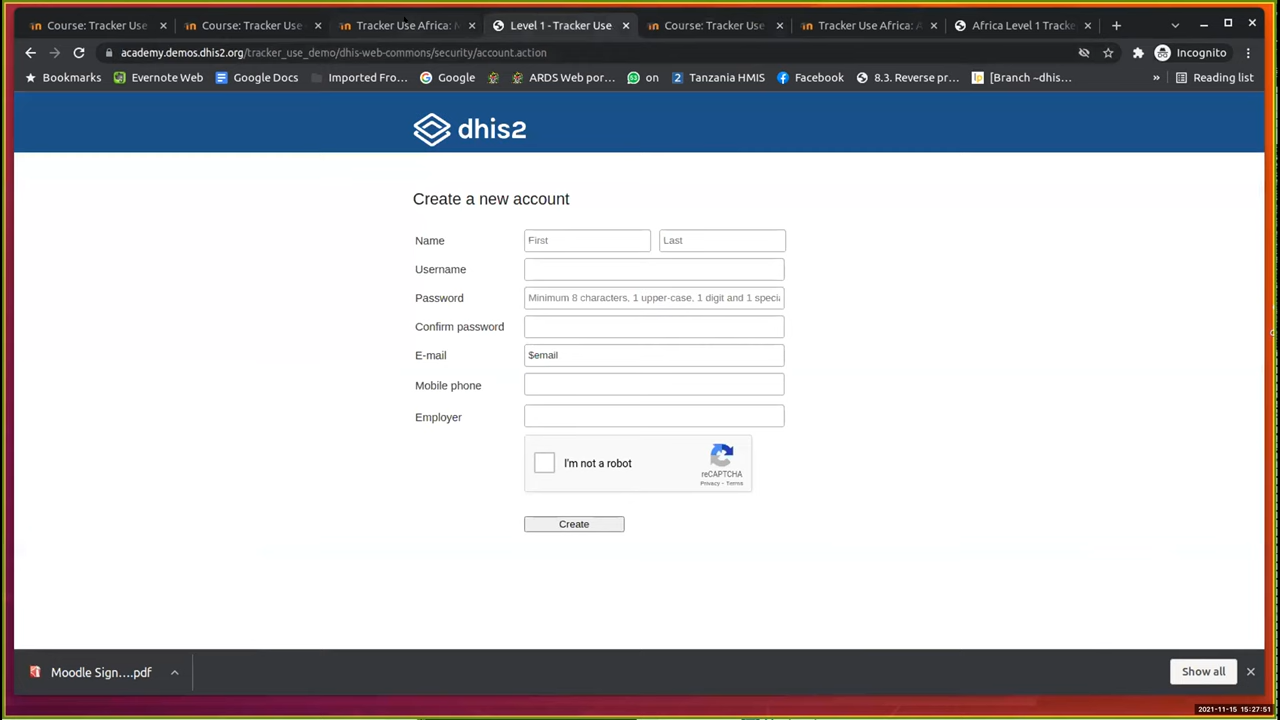 Course: Tracker Use
Course: Tracker Use
Tracker Use Africa:
Level 1 - Tracker Use
Course: Tracker Use
Tracker Use Africa: A
Africa Level 1 Tracke
academy.demos.dhis2.org/tracker_use_demo/dhis-web-commons/security/account.action
Incognito
Bookmarks
Evernote Web
Google Docs
Imported Fro...
Google
ARDS Web por...
on
Tanzania HMIS
Facebook
8.3. Reverse pr...
[Branch ~dhis...
»
Reading list
dhis2
Create a new account
Name First Last
Username
Password Minimum 8 characters, 1 upper-case, 1 digit and 1 specia
Confirm password
E-mail $email
Mobile phone
Employer
I'm not a robot
reCAPTCHA
Privacy - Terms
Create
Moodle Sign....pdf
Show all
2021-11-15 15:27:51